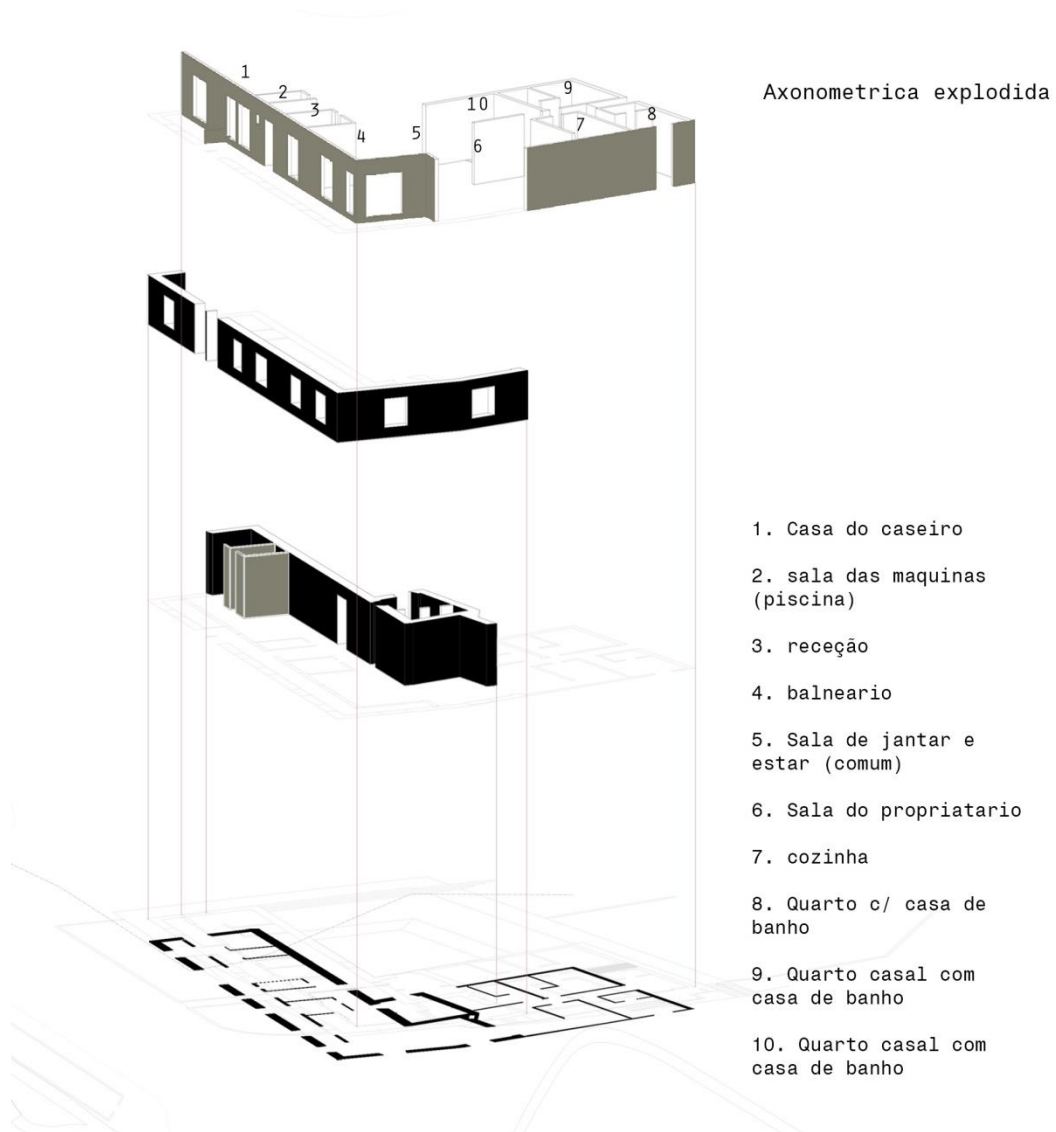 1
2
3
4
5
6
7
8
9
10
Axonometrica explodida
1. Casa do caseiro
2. sala das maquinas
(piscina)
3. receção
4. balneario
5. Sala de jantar e
estar (comum)
6. Sala do propriatario
7. cozinha
8. Quarto c/ casa de
banho
9. Quarto casal com
casa de banho
10. Quarto casal com
casa de banho